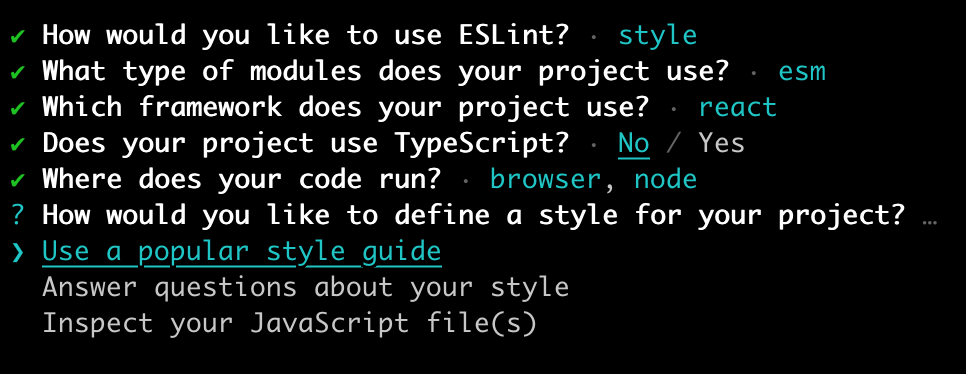 ✔ How would you like to use ESLint? · style
✔ What type of modules does your project use? · esm
✔ Which framework does your project use? · react
✔ Does your project use TypeScript? · No / Yes
✔ Where does your code run? · browser, node
? How would you like to define a style for your project? …
❯ Use a popular style guide
Answer questions about your style
Inspect your JavaScript file(s)